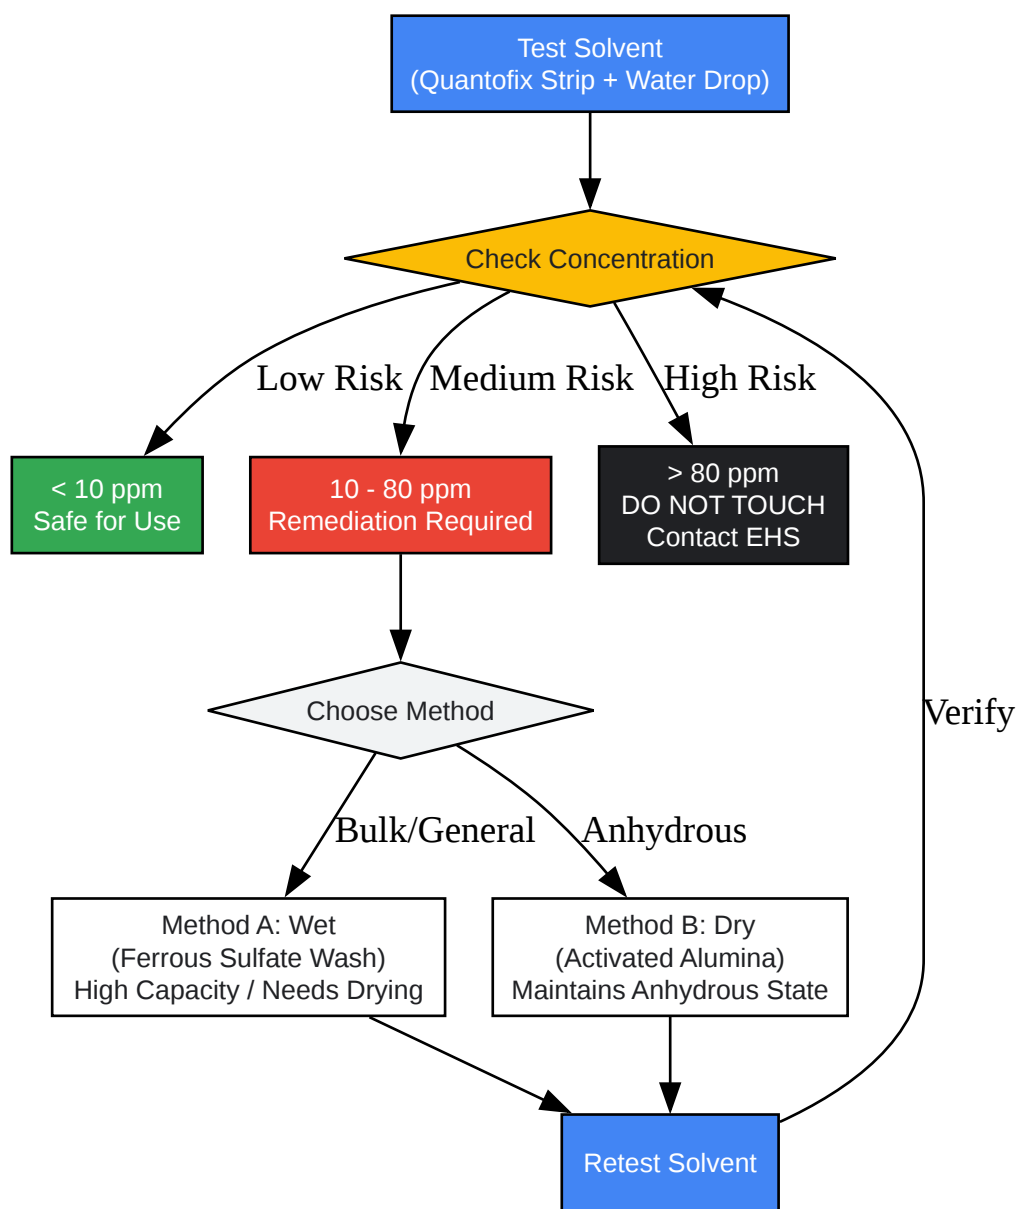 Test Solvent
(Quantofix Strip + Water Drop)
Check Concentration
Low Risk
Medium Risk
High Risk
< 10 ppm
Safe for Use
10 - 80 ppm
Remediation Required
> 80 ppm
DO NOT TOUCH
Contact EHS
Choose Method
Verify
Bulk/General
Anhydrous
Method A: Wet
(Ferrous Sulfate Wash)
High Capacity / Needs Drying
Method B: Dry
(Activated Alumina)
Maintains Anhydrous State
Retest Solvent